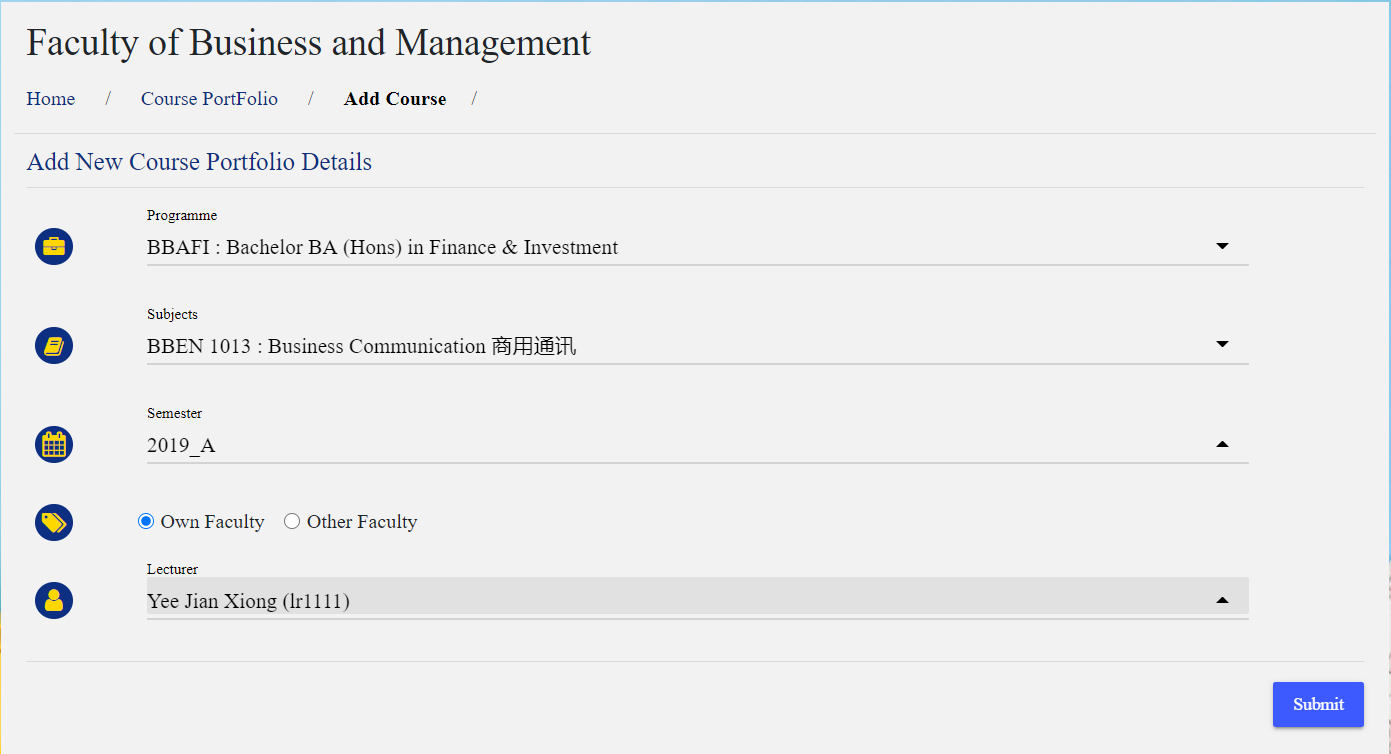 Faculty of Business and Management
Home / Course PortFolio / Add Course /
Add New Course Portfolio Details
Programme
BBAFI : Bachelor BA (Hons) in Finance & Investment
Subjects
BBEN 1013 : Business Communication 商用通讯
Semester
2019_A
Own Faculty Other Faculty
Lecturer
Yee Jian Xiong (lr1111)
Submit